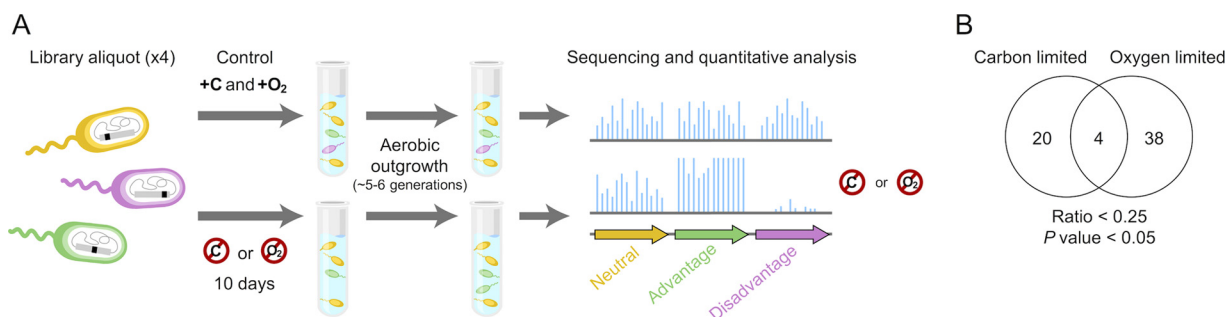 A
Library aliquot (x4)
Control
+C and +O₂
Aerobic
outgrowth
(~5-6 generations)
Sequencing and quantitative analysis
C or O₂
C or O₂
10 days
Neutral
Advantage
Disadvantage
B
Carbon limited
Oxygen limited
20
4
38
Ratio < 0.25
P value < 0.05